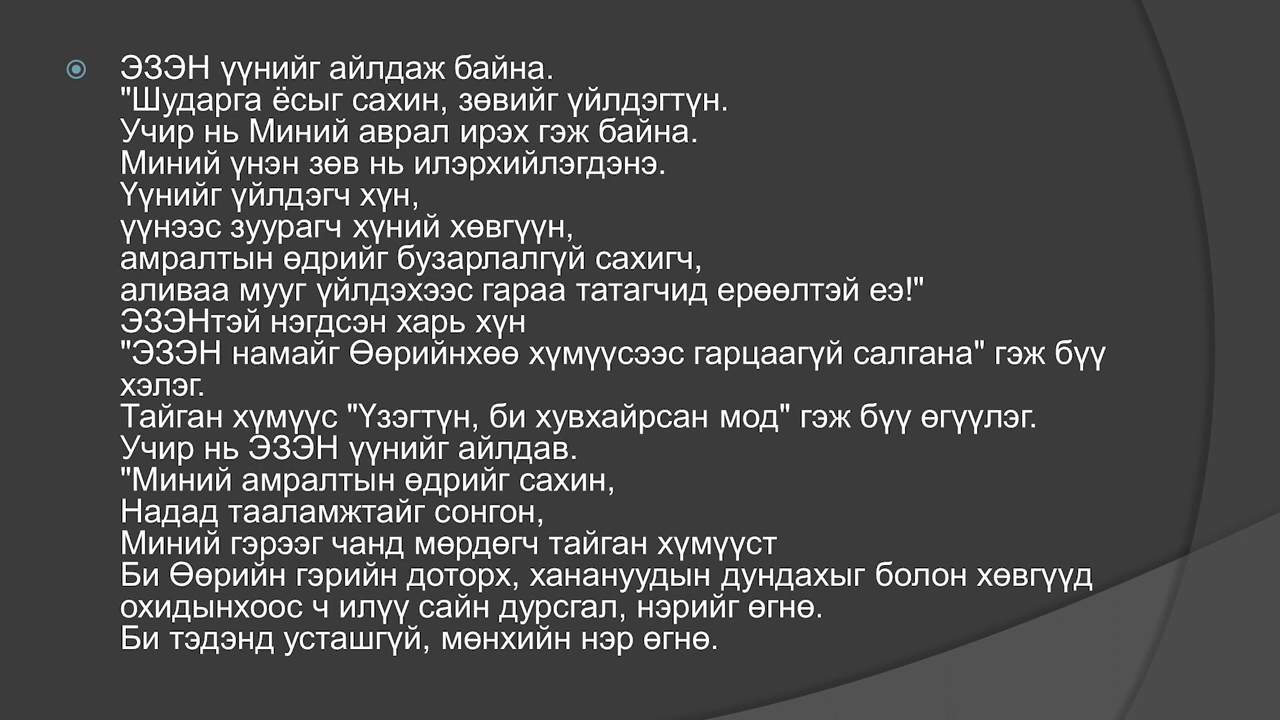 ЭЗЭН үүнийг айлдаж байна.
"Шударга ёсыг сахин, зөвийг үйлдэгтүн.
Учир нь Миний аврал ирэх гэж байна.
Миний үнэн зөв нь илэрхийлэгдэнэ.
Үүнийг үйлдэгч хүн,
үүнээс зуурагч хүний хөвгүүн,
амралтын өдрийг бузарлалгүй сахигч,
аливаа мууг үйлдэхээс гараа татагчид ерөөлтэй еэ!"
ЭЗЭНтэй нэгдсэн харь хүн
"ЭЗЭН намайг Өөрийнхөө хүмүүсээс гарцаагүй салгана" гэж бүү
хэлэг.
Тайган хүмүүс "Үзэгтүн, би хувхайрсан мод" гэж бүү өгүүлэг.
Учир нь ЭЗЭН үүнийг айлдав.
"Миний амралтын өдрийг сахин,
Надад тааламжтайг сонгон,
Миний гэрээг чанд мөрдөгч тайган хүмүүст
Би Өөрийн гэрийн доторх, ханануудын дундахыг болон хөвгүүд
охидынхоос ч илүү сайн дурсгал, нэрийг өгнө.
Би тэдэнд усташгүй, мөнхийн нэр өгнө.